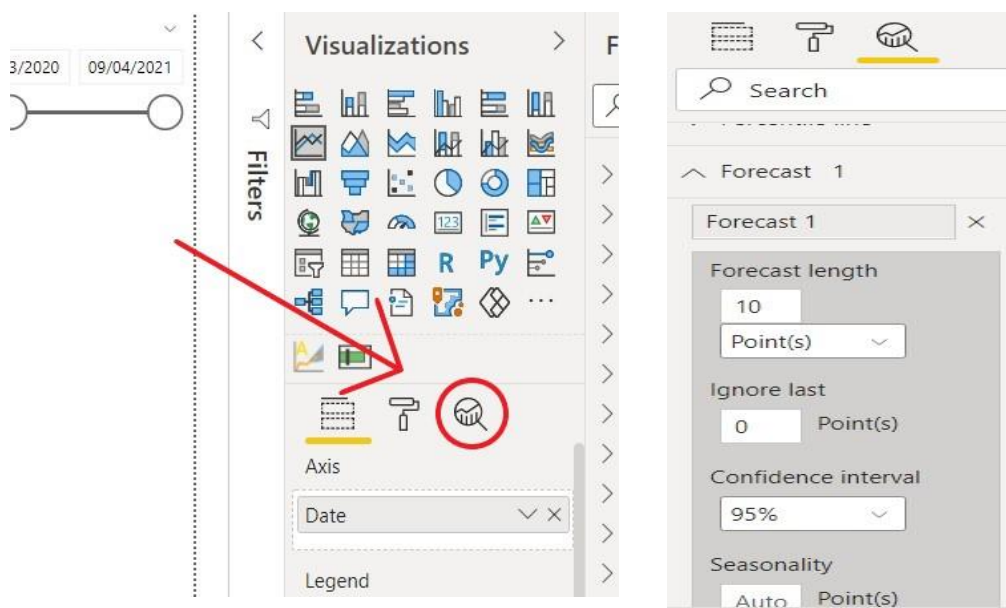 3/2020
09/04/2021
Filters
Visualizations
F
123
R
Py
Axis
Date
Legend
Search
Forecast 1
Forecast 1
Forecast length
10
Point(s)
Ignore last
0 Point(s)
Confidence interval
95%
Seasonality
Auto Point(s)